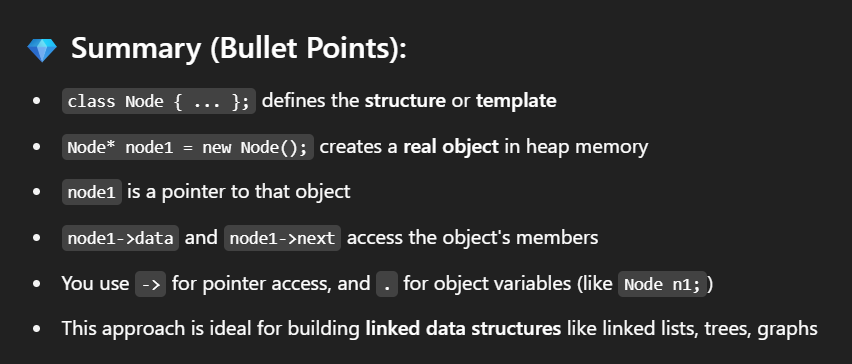 💎 Summary (Bullet Points):
• class Node { ... }; defines the structure or template
• Node* node1 = new Node(); creates a real object in heap memory
• node1 is a pointer to that object
• node1->data and node1->next access the object's members
• You use -> for pointer access, and . for object variables (like Node n1;)
• This approach is ideal for building linked data structures like linked lists, trees, graphs